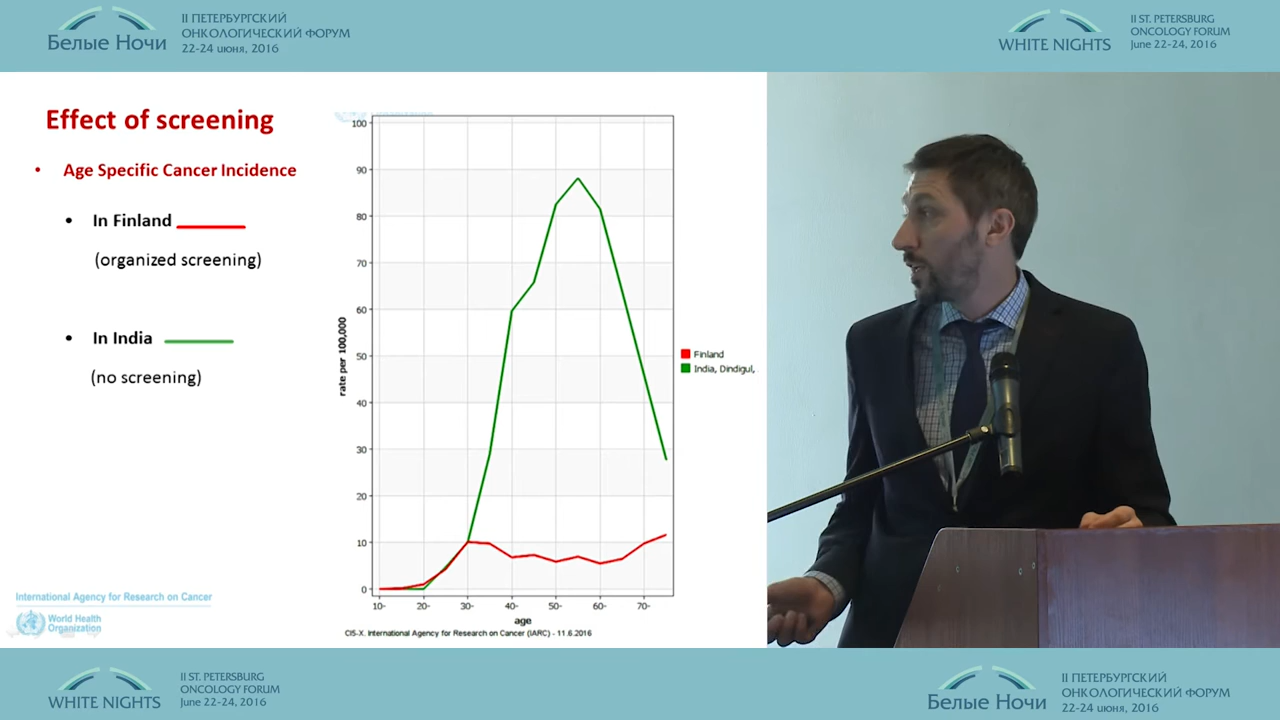 Белые Ночи
II ПЕТЕРБУРГСКИЙ
ОНКОЛОГИЧЕСКИЙ ФОРУМ
22-24 июня, 2016
WHITE NIGHTS
II ST. PETERSBURG
ONCOLOGY FORUM
June 22-24, 2016
Effect of screening
• Age Specific Cancer Incidence
• In Finland
(organized screening)
• In India
(no screening)
International Agency for Research on Cancer
World Health
Organization
rate per 100,000
100
90
80
70
60
50
40
30
20
10
0
10-
20-
30-
40-
50-
60-
70-
age
CI5-X. International Agency for Research on Cancer (IARC) - 11.6.2016
Finland
India, Dindigul, .
WHITE NIGHTS
II ST. PETERSBURG
ONCOLOGY FORUM
June 22-24, 2016
Белые Ночи
II ПЕТЕРБУРГСКИЙ
ОНКОЛОГИЧЕСКИЙ ФОРУМ
22-24 июня, 2016